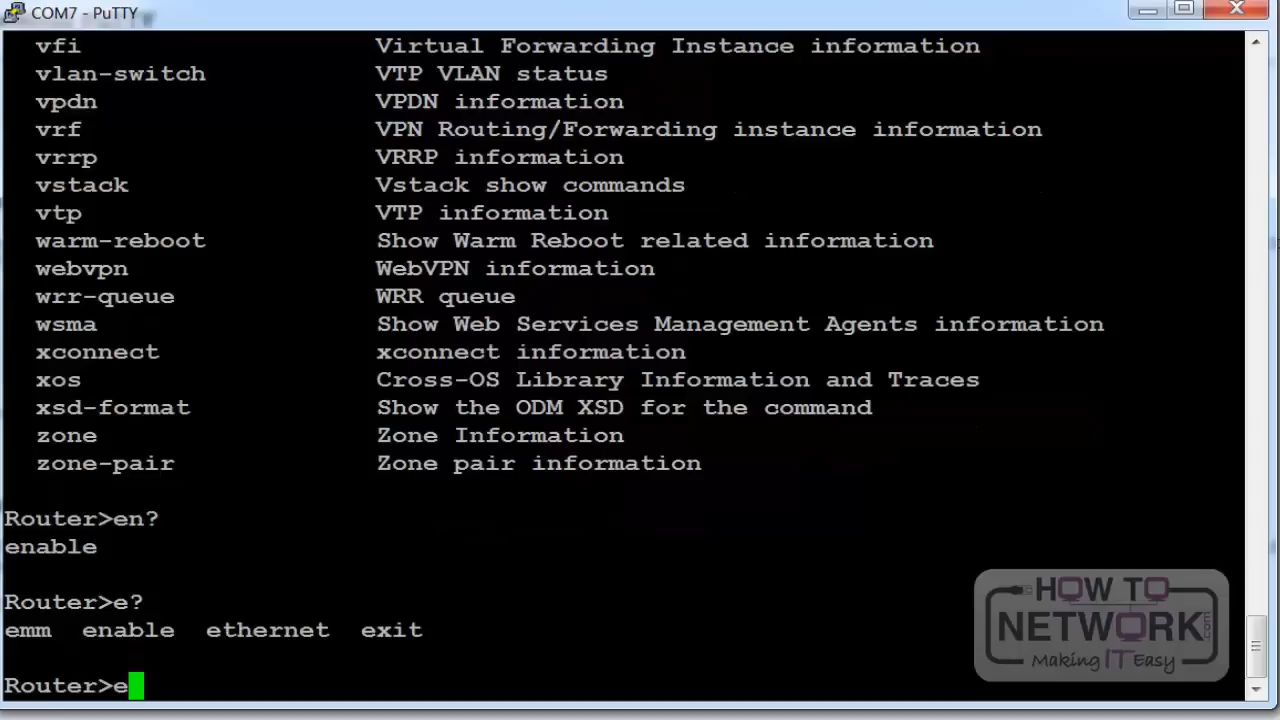 COM7 - PuTTY
vfi Virtual Forwarding Instance information
vlan-switch VTP VLAN status
vpdn VPDN information
vrf VPN Routing/Forwarding instance information
vrrp VRRP information
vstack Vstack show commands
vtp VTP information
warm-reboot Show Warm Reboot related information
webvpn WebVPN information
wrr-queue WRR queue
wsma Show Web Services Management Agents information
xconnect xconnect information
xos Cross-OS Library Information and Traces
xsd-format Show the ODM XSD for the command
zone Zone Information
zone-pair Zone pair information
Router>en?
enable
Router>e?
emm enable ethernet exit
Router>e
HOW TO
NETWORK.com
Making IT Easy